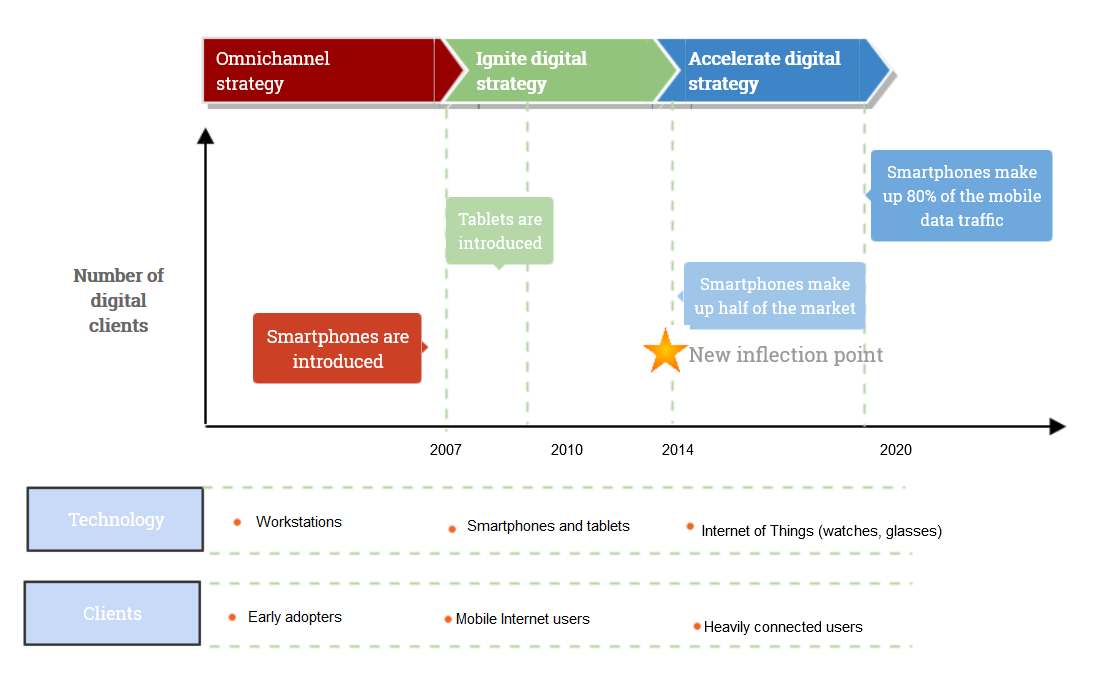 Omnichannel
strategy
Ignite digital
strategy
Accelerate digital
strategy
Smartphones make
up 80% of the mobile
data traffic
Tablets are
introduced
Number of
digital
clients
Smartphones make
up half of the market
Smartphones are
introduced
New inflection point
2007
2010
2014
2020
Technology
Workstations
Smartphones and tablets
Internet of Things (watches, glasses)
Clients
Early adopters
Mobile Internet users
Heavily connected users